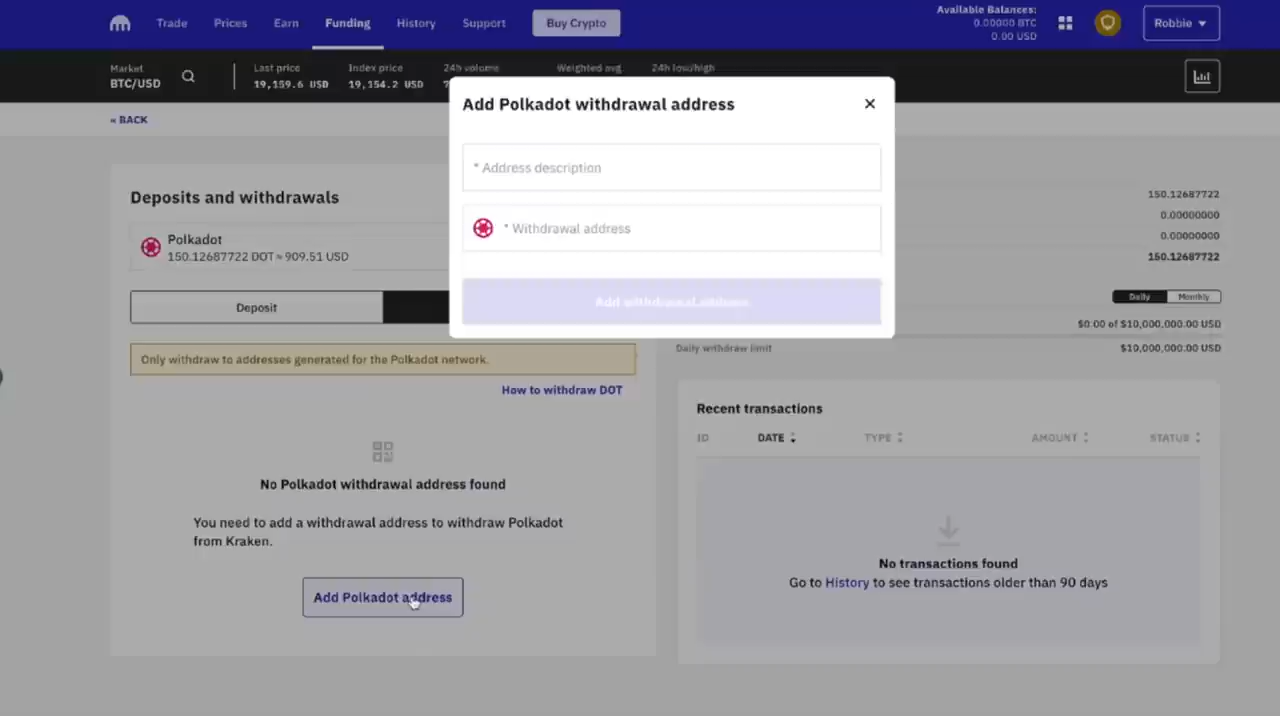 Trade Prices Earn Funding History Support Buy Crypto
Available Balances:
0.00000 BTC
0.00 USD
Robbie
Market
BTC/USD
Last price
19,159.6 USD
Index price
19,154.2 USD
24h volume
Weighted avg.
24h low/high
« BACK
Add Polkadot withdrawal address
* Address description
* Withdrawal address
Add withdrawal address
Deposits and withdrawals
Polkadot
150.12687722 DOT ≈ 909.51 USD
Deposit
Only withdraw to addresses generated for the Polkadot network.
How to withdraw DOT
No Polkadot withdrawal address found
You need to add a withdrawal address to withdraw Polkadot
from Kraken.
Add Polkadot address
150.12687722
0.00000000
0.00000000
150.12687722
Daily Monthly
$0.00 of $10,000,000.00 USD
Daily withdraw limit $10,000,000.00 USD
Recent transactions
ID DATE TYPE AMOUNT STATUS
No transactions found
Go to History to see transactions older than 90 days